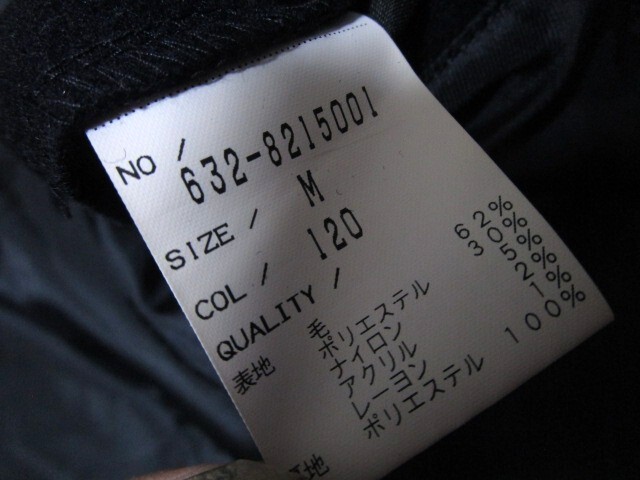 NO / 632-8215001
SIZE / M
COL / 120
QUALITY /
表地 毛 62%
ポリエステル 30%
ナイロン 5%
アクリル 2%
レーヨン 1%
地 ポリエステル 100%